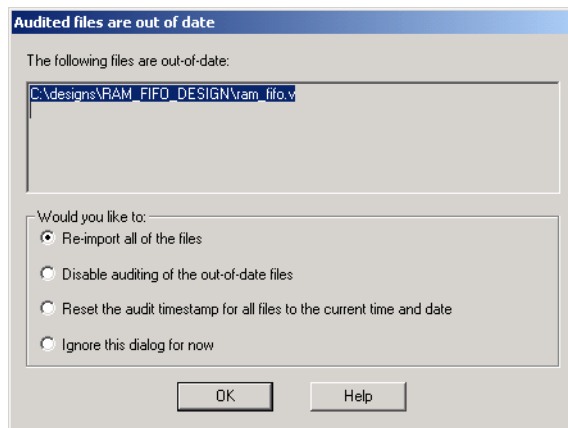 Audited files are out of date
The following files are out-of-date:
C:\designs\RAM_FIFO_DESIGN\ram_fifo.v
Would you like to:
Re-import all of the files
Disable auditing of the out-of-date files
Reset the audit timestamp for all files to the current time and date
Ignore this dialog for now
OK Help